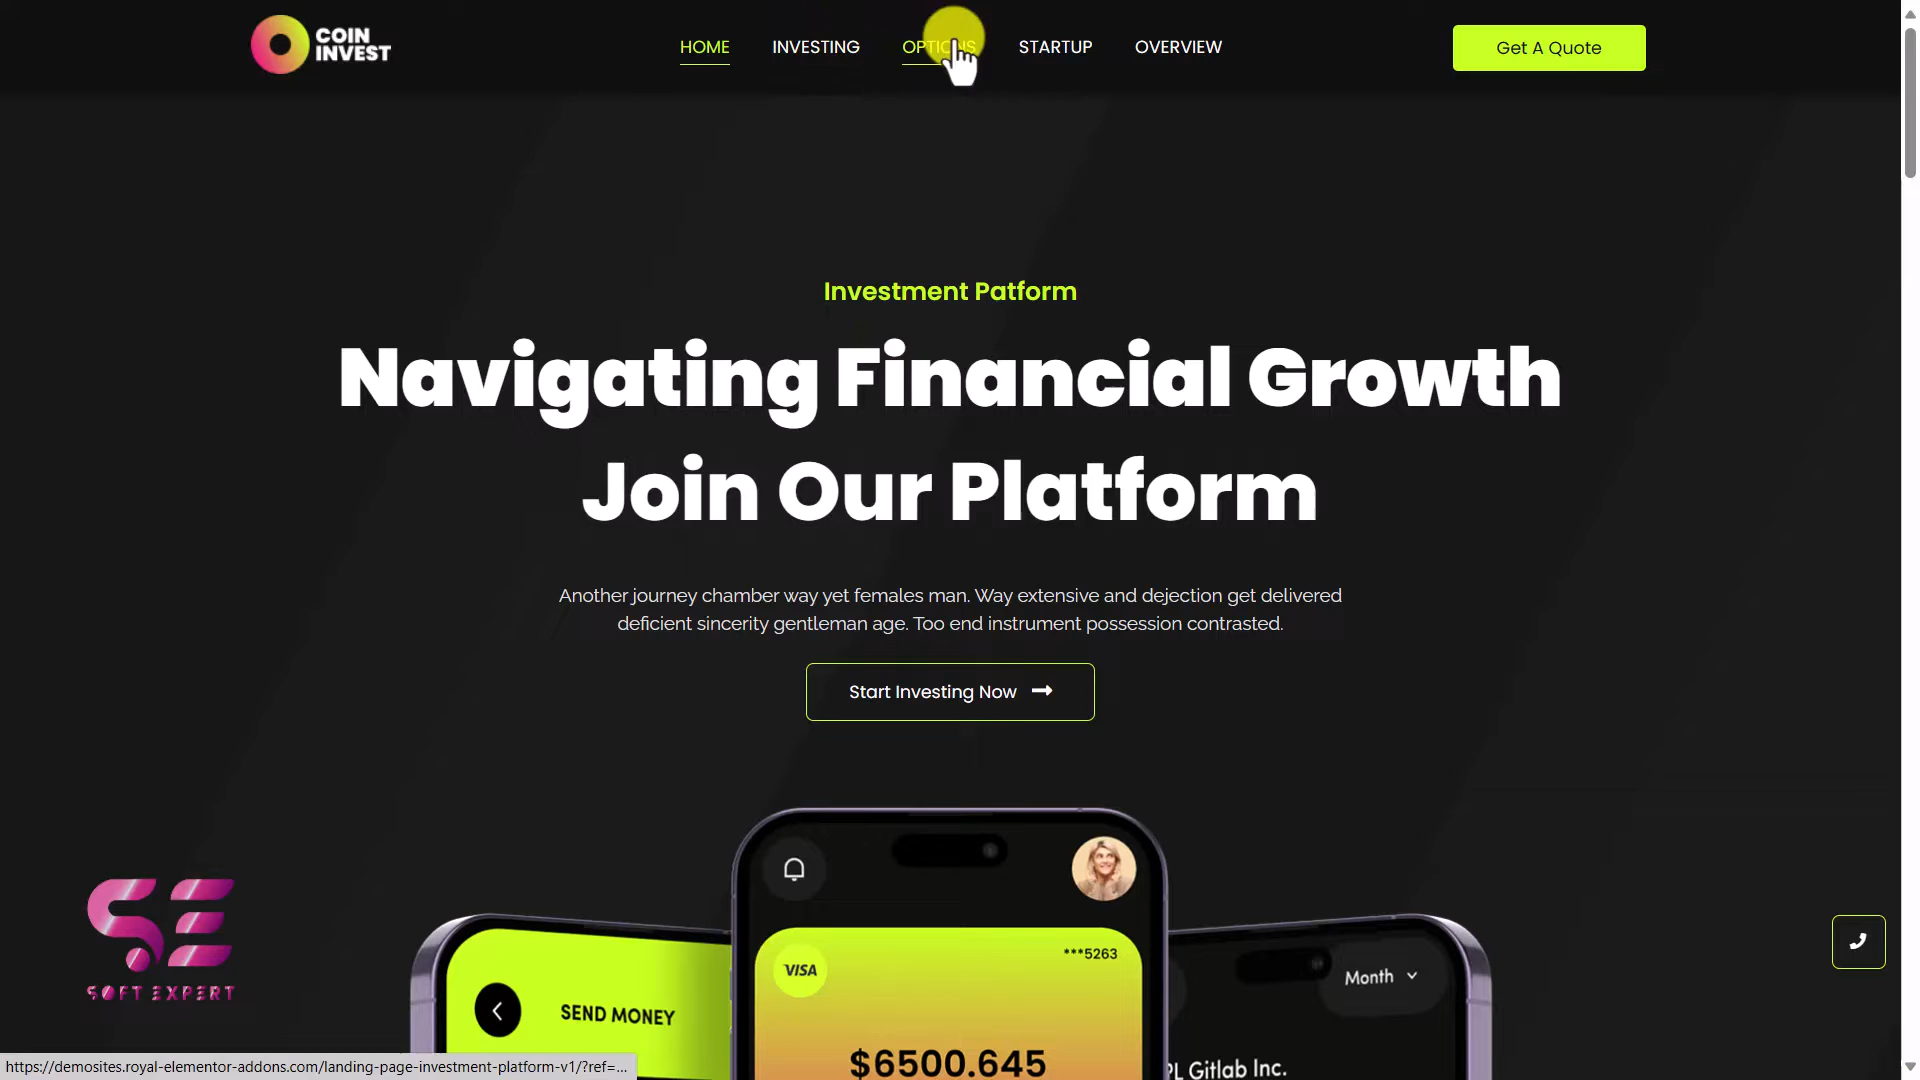 COIN
INVEST
HOME
INVESTING
OPTIONS
STARTUP
OVERVIEW
Get A Quote
Investment Patform
Navigating Financial Growth
Join Our Platform
Another journey chamber way yet females man. Way extensive and dejection get delivered
deficient sincerity gentleman age. Too end instrument possession contrasted.
Start Investing Now
***5263
VISA
Month
SEND MONEY
$6500.645
PL Gitlab Inc.
SE
SOFT EXPERT
https://demosites.royal-elementor-addons.com/landing-page-investment-platform-v1/?ref=...